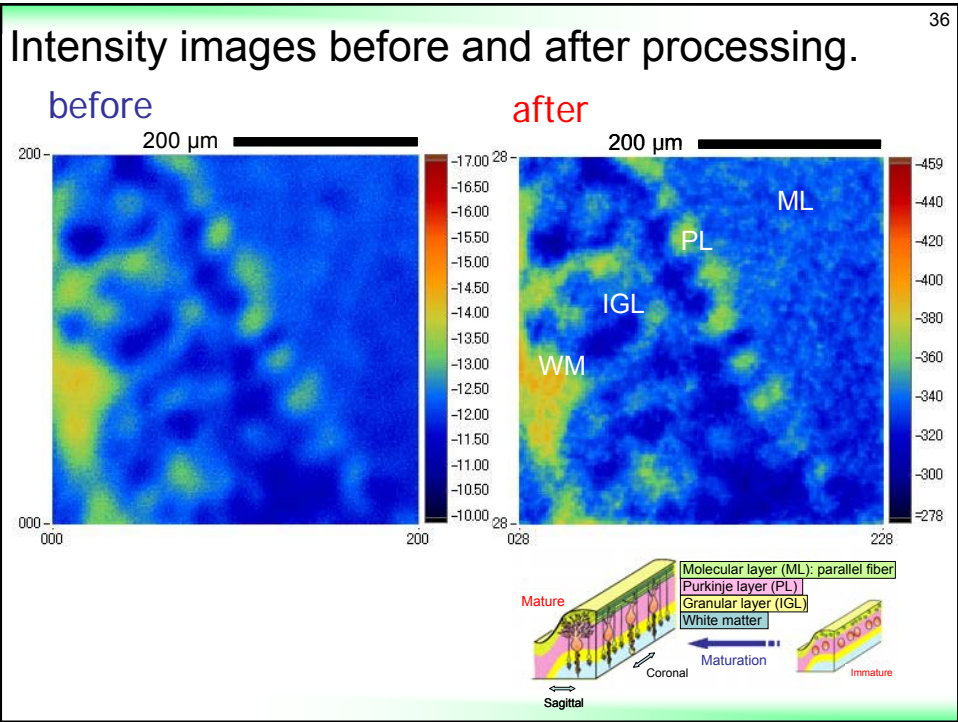 36
Intensity images before and after processing.
before
200 µm
200
000
000
200
17.00
16.50
16.00
15.50
15.00
14.50
14.00
13.50
13.00
12.50
12.00
11.50
11.00
10.50
10.00
after
200 µm
28
28
028
228
ML
PL
IGL
WM
459
440
420
400
380
360
340
320
300
278
Molecular layer (ML): parallel fiber
Purkinje layer (PL)
Granular layer (IGL)
White matter
Mature
Maturation
Immature
Coronal
Sagittal